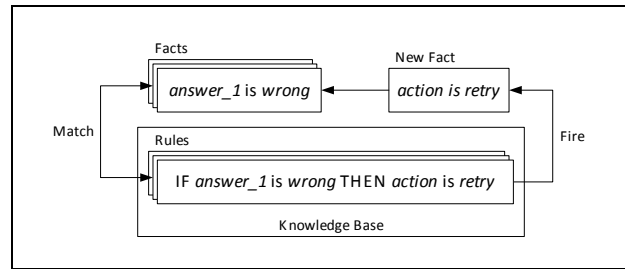 Facts
New Fact
answer_1 is wrong
action is retry
Match
Fire
Rules
IF answer_1 is wrong THEN action is retry
Knowledge Base